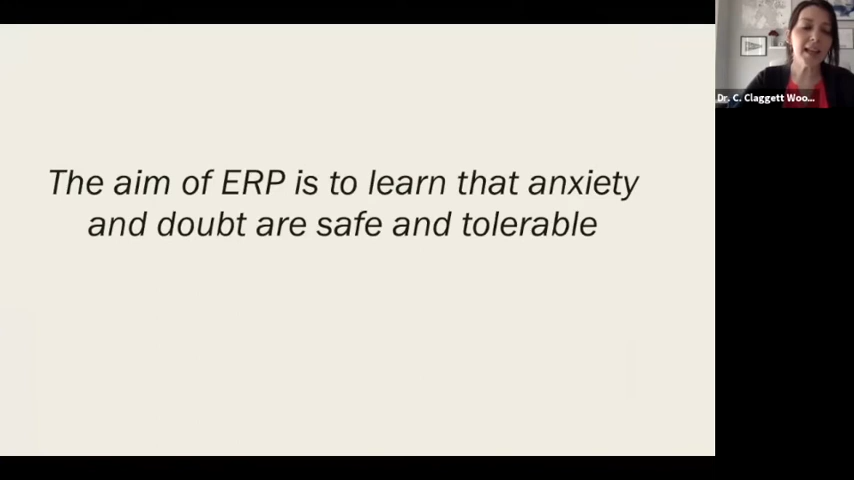 The aim of ERP is to learn that anxiety
and doubt are safe and tolerable
Dr. C. Claggett Woo...